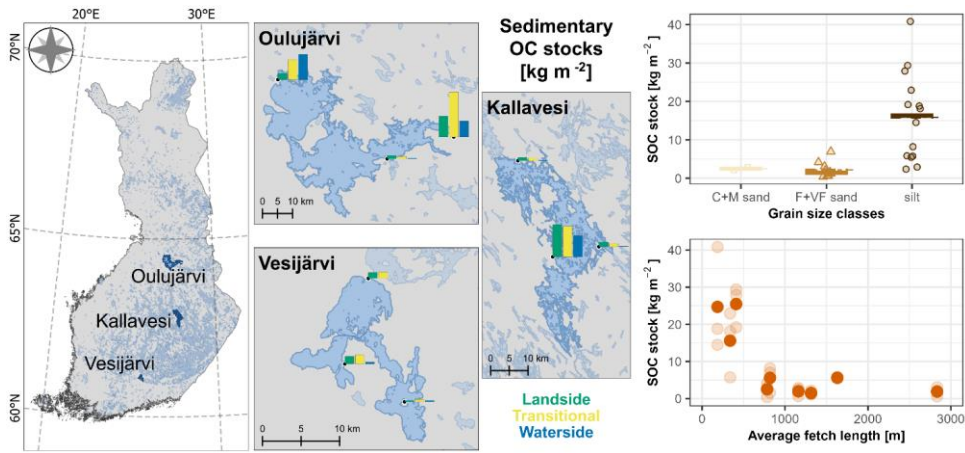 20°E 30°E
70°N
65°N
60°N
Oulujärvi
Kallavesi
Vesijärvi
Oulujärvi
0 5 10 km
Vesijärvi
0 5 10 km
Sedimentary
OC stocks
[kg m -2]
Kallavesi
0 5 10 km
Landside
Transitional
Waterside
SOC stock [kg m -2]
40
30
20
10
0
C+M sand F+VF sand silt
Grain size classes
SOC stock [kg m -2]
40
30
20
10
0
0 1000 2000 3000
Average fetch length [m]